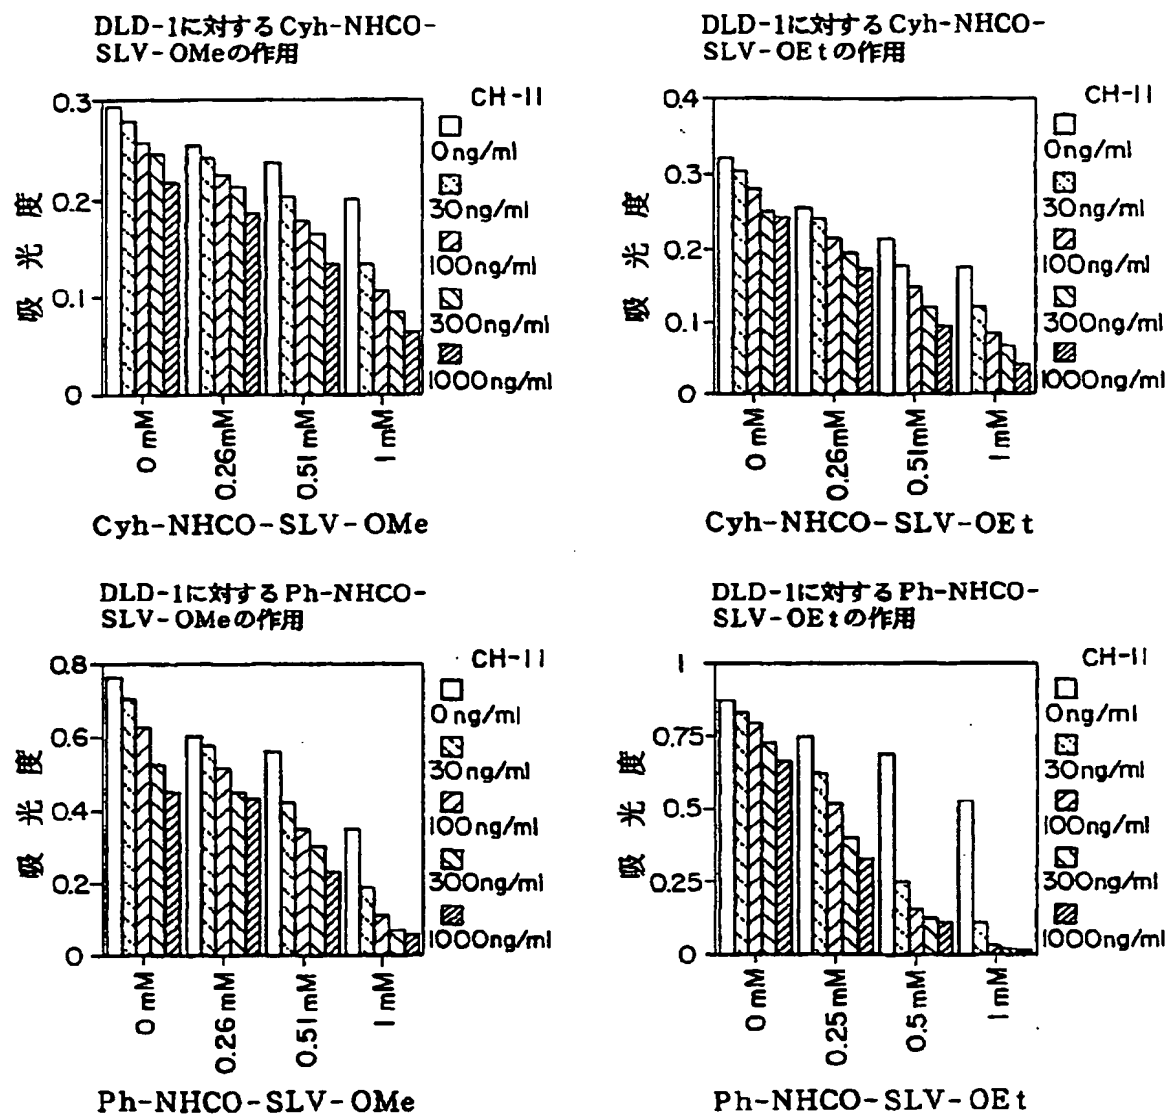 DLD-1に対する Cyh-NHCO-
SLV-OMeの作用
0.3
0.2
0.1
0
吸光度
CH-11
0ng/ml
30ng/ml
100ng/ml
300ng/ml
1000ng/ml
0 mM
0.26mM
0.51mM
1 mM
Cyh-NHCO-SLV-OMe
DLD-1に対する Cyh-NHCO-
SLV-OEtの作用
0.4
0.3
0.2
0.1
0
吸光度
CH-11
0ng/ml
30ng/ml
100ng/ml
300ng/ml
1000ng/ml
0 mM
0.26mM
0.51mM
1 mM
Cyh-NHCO-SLV-OEt
DLD-1に対する Ph-NHCO-
SLV-OMeの作用
0.8
0.6
0.4
0.2
0
吸光度
CH-11
0ng/ml
30ng/ml
100ng/ml
300ng/ml
1000ng/ml
0 mM
0.26 mM
0.51 mM
1 mM
Ph-NHCO-SLV-OMe
DLD-1に対する Ph-NHCO-
SLV-OEtの作用
1
0.75
0.5
0.25
0
吸光度
CH-11
0ng/ml
30ng/ml
100ng/ml
300ng/ml
1000ng/ml
0 mM
0.25 mM
0.5 mM
1 mM
Ph-NHCO-SLV-OEt